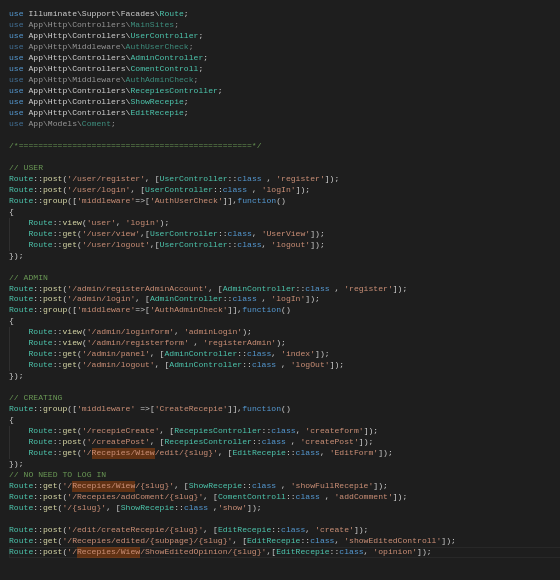 use Illuminate\Support\Facades\Route;
use App\Http\Controllers\MainSites;
use App\Http\Controllers\UserController;
use App\Http\Middleware\AuthUserCheck;
use App\Http\Controllers\AdminController;
use App\Http\Controllers\ComentControll;
use App\Http\Middleware\AuthAdminCheck;
use App\Http\Controllers\RecepiesController;
use App\Http\Controllers\ShowRecepie;
use App\Http\Controllers\EditRecepie;
use App\Models\Coment;
/*================================================*/
// USER
Route::post('/user/register', [UserController::class , 'register']);
Route::post('/user/login', [UserController::class , 'logIn']);
Route::group(['middleware'=>['AuthUserCheck']],function()
{
Route::view('user', 'login');
Route::get('/user/view',[UserController::class, 'UserView']);
Route::get('/user/logout',[UserController::class, 'logout']);
});
// ADMIN
Route::post('/admin/registerAdminAccount', [AdminController::class , 'register']);
Route::post('/admin/login', [AdminController::class , 'logIn']);
Route::group(['middleware'=>['AuthAdminCheck']],function()
{
Route::view('/admin/loginform', 'adminLogin');
Route::view('/admin/registerform' , 'registerAdmin');
Route::get('/admin/panel', [AdminController::class, 'index']);
Route::get('/admin/logout', [AdminController::class , 'logOut']);
});
// CREATING
Route::group(['middleware' =>['CreateRecepie']],function()
{
Route::get('/recepieCreate', [RecepiesController::class, 'createform']);
Route::post('/createPost', [RecepiesController::class , 'createPost']);
Route::get('/Recepies/Wiew/edit/{slug}', [EditRecepie::class, 'EditForm']);
});
// NO NEED TO LOG IN
Route::get('/Recepies/Wiew/{slug}', [ShowRecepie::class , 'showFullRecepie']);
Route::post('/Recepies/addComent/{slug}', [ComentControll::class , 'addComment']);
Route::get('/{slug}', [ShowRecepie::class ,'show']);
Route::post('/edit/createRecepie/{slug}', [EditRecepie::class, 'create']);
Route::get('/Recepies/edited/{subpage}/{slug}', [EditRecepie::class, 'showEditedControll']);
Route::post('/Recepies/Wiew/ShowEditedOpinion/{slug}',[EditRecepie::class, 'opinion']);